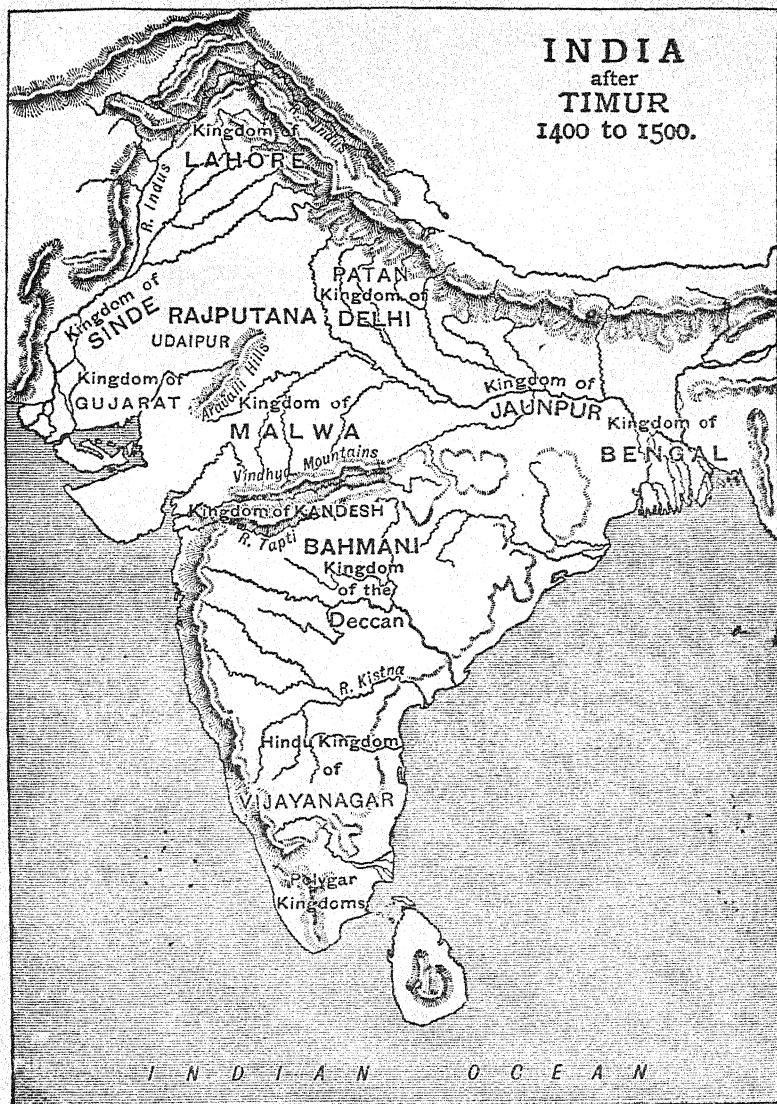 INDIA
after
TIMUR
1400 to 1500.
Kingdom of
LAHORE
Indus
R. Indus
PATAN
Kingdom of
DELHI
Kingdom of
SINDE
RAJPUTANA
UDAIPUR
Aravali Hills
Kingdom of
GUJARAT
Kingdom of
MALWA
Kingdom of
JAUNPUR
Kingdom of
BENGAL
Vindhya Mountains
Kingdom of KANDESH
R. Tapti
BAHMANI
Kingdom
of the
Deccan
R. Kistna
Hindu Kingdom
of
VIJAYANAGAR
Polygar
Kingdoms
INDIAN OCEAN